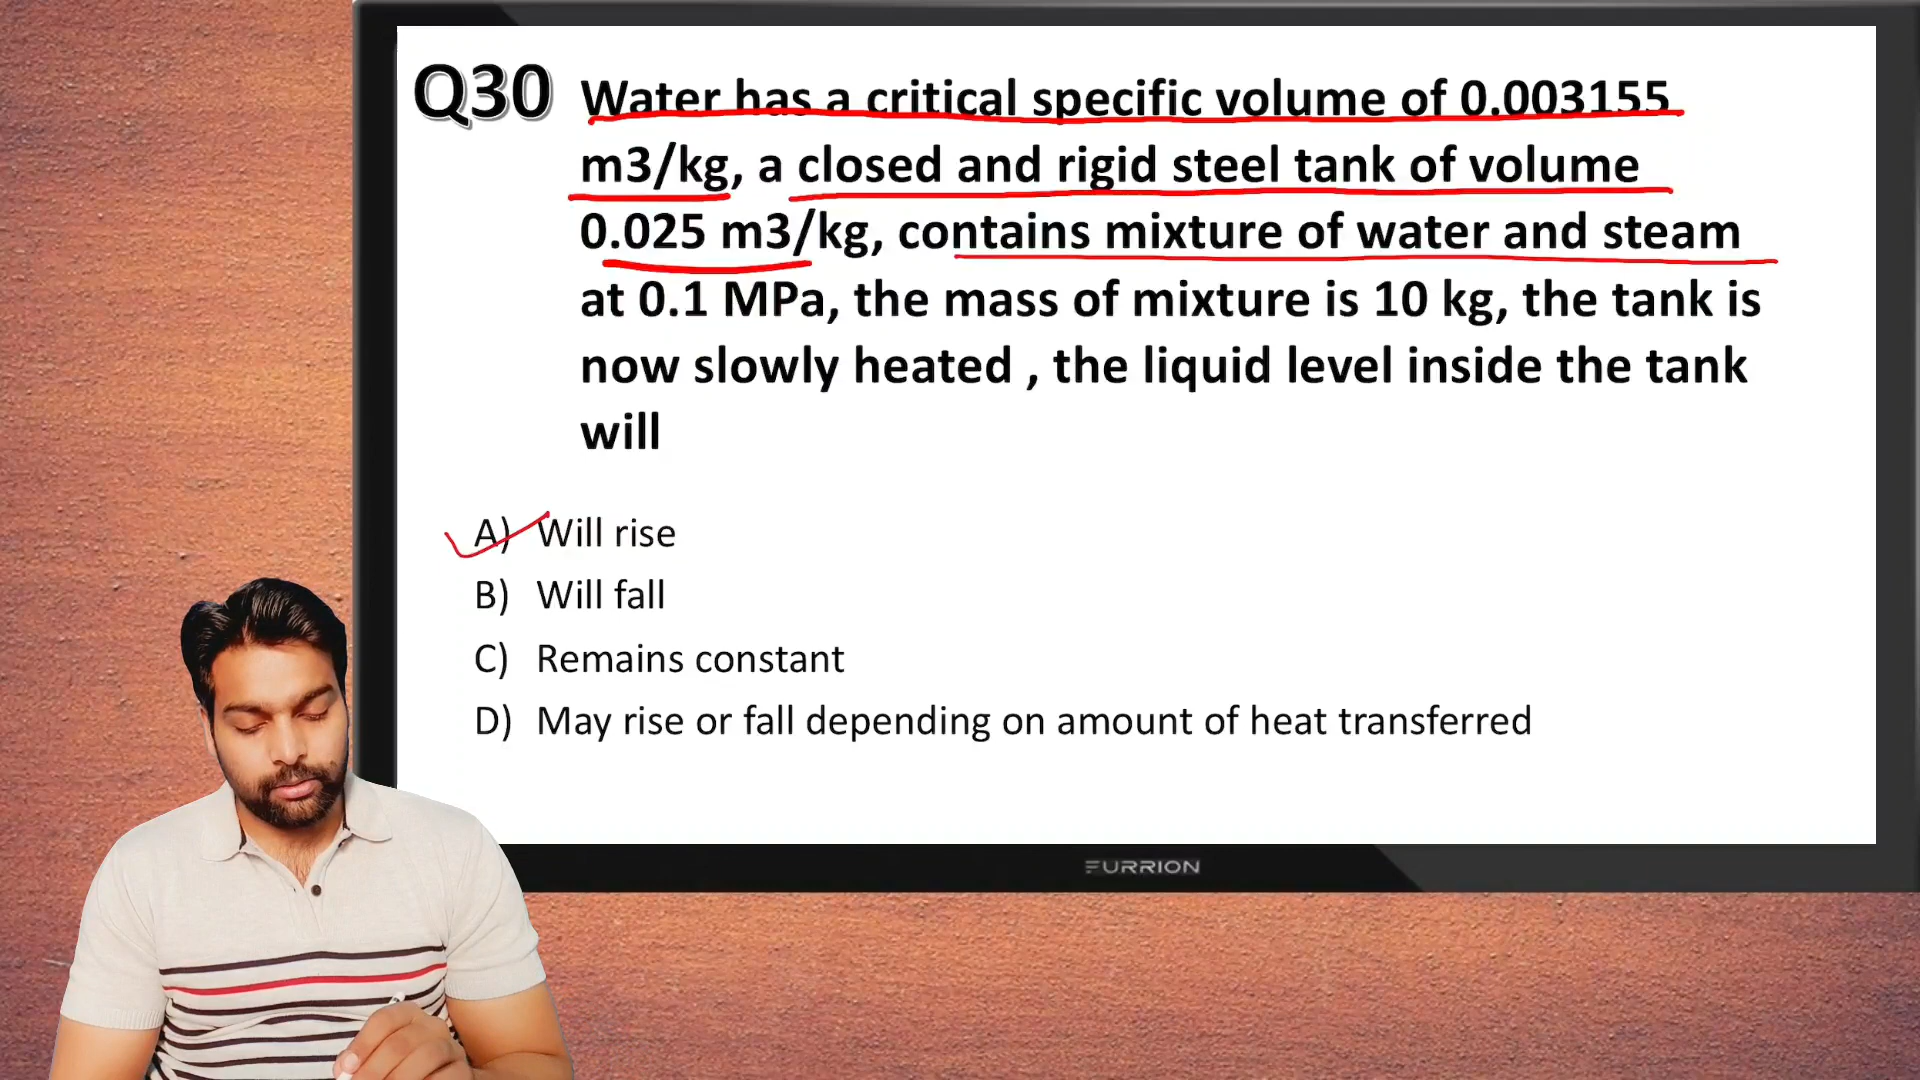 Q30 Water has a critical specific volume of 0.003155
m3/kg, a closed and rigid steel tank of volume
0.025 m3/kg, contains mixture of water and steam
at 0.1 MPa, the mass of mixture is 10 kg, the tank is
now slowly heated , the liquid level inside the tank
will
A) Will rise
B) Will fall
C) Remains constant
D) May rise or fall depending on amount of heat transferred
FURRION